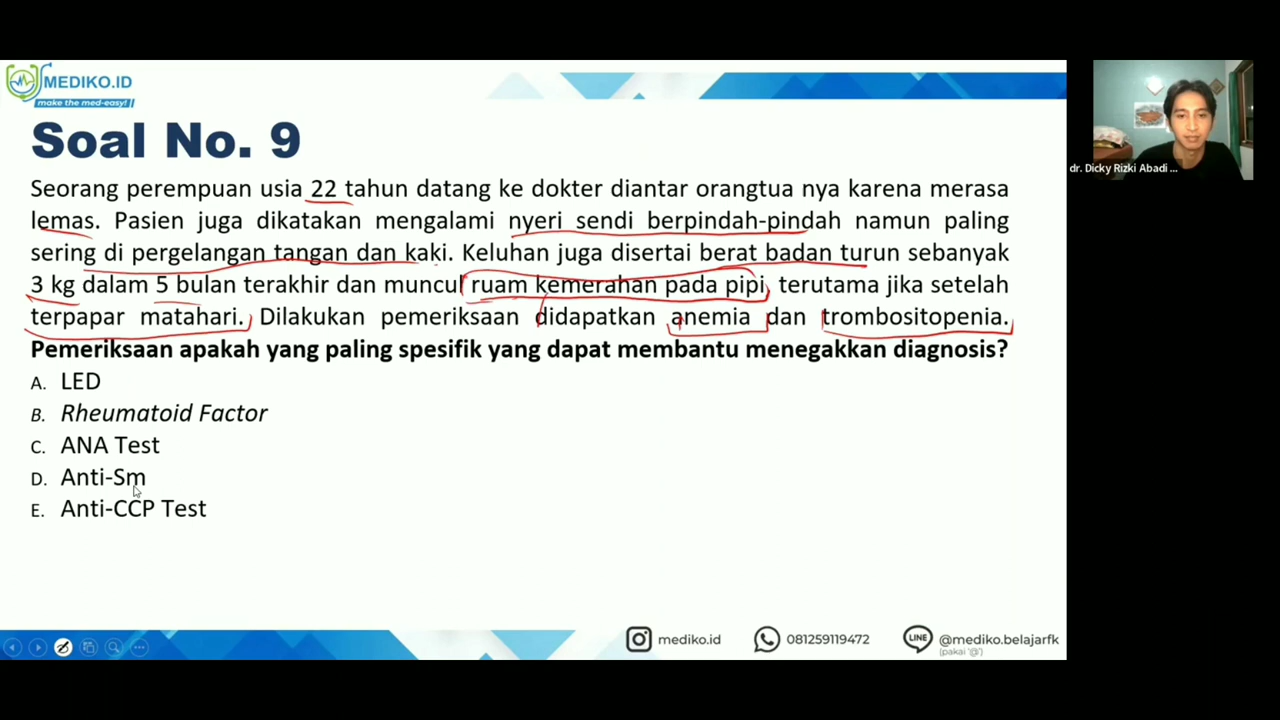 MEDIKO.ID
make the med-easy!
Soal No. 9
Seorang perempuan usia 22 tahun datang ke dokter diantar orangtua nya karena merasa
lemas. Pasien juga dikatakan mengalami nyeri sendi berpindah-pindah namun paling
sering di pergelangan tangan dan kaki. Keluhan juga disertai berat badan turun sebanyak
3 kg dalam 5 bulan terakhir dan muncul ruam kemerahan pada pipi, terutama jika setelah
terpapar matahari. Dilakukan pemeriksaan didapatkan anemia dan trombositopenia.
Pemeriksaan apakah yang paling spesifik yang dapat membantu menegakkan diagnosis?
A. LED
B. Rheumatoid Factor
C. ANA Test
D. Anti-Sm
E. Anti-CCP Test
dr. Dicky Rizki Abadi ...
mediko.id
081259119472
LINE
@mediko.belajarfk
(pakai '@')